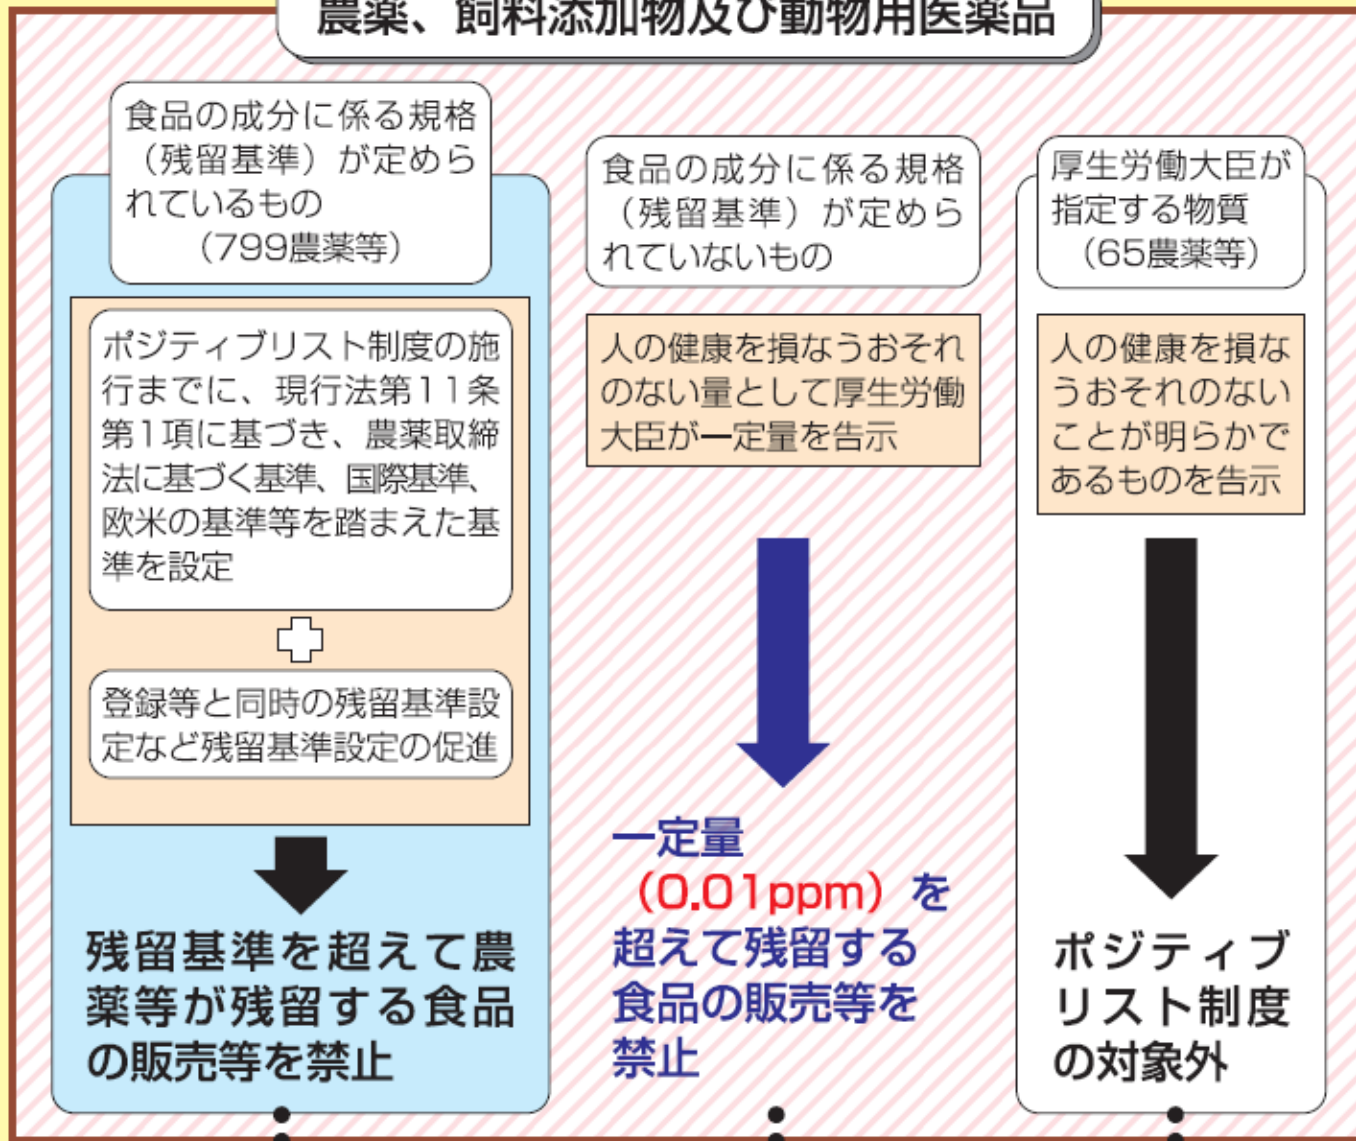 農薬、飼料添加物及び動物用医薬品
食品の成分に係る規格
（残留基準）が定めら
れているもの
（799農薬等）
ポジティブリスト制度の施
行までに、現行法第11条
第1項に基づき、農薬取締
法に基づく基準、国際基準、
欧米の基準等を踏まえた基
準を設定
登録等と同時の残留基準設
定など残留基準設定の促進
残留基準を超えて農
薬等が残留する食品
の販売等を禁止
食品の成分に係る規格
（残留基準）が定めら
れていないもの
人の健康を損なうおそれ
のない量として厚生労働
大臣が一定量を告示
一定量
（0.01ppm）を
超えて残留する
食品の販売等を
禁止
厚生労働大臣が
指定する物質
（65農薬等）
人の健康を損な
うおそれのない
ことが明らかで
あるものを告示
ポジティブ
リスト制度
の対象外